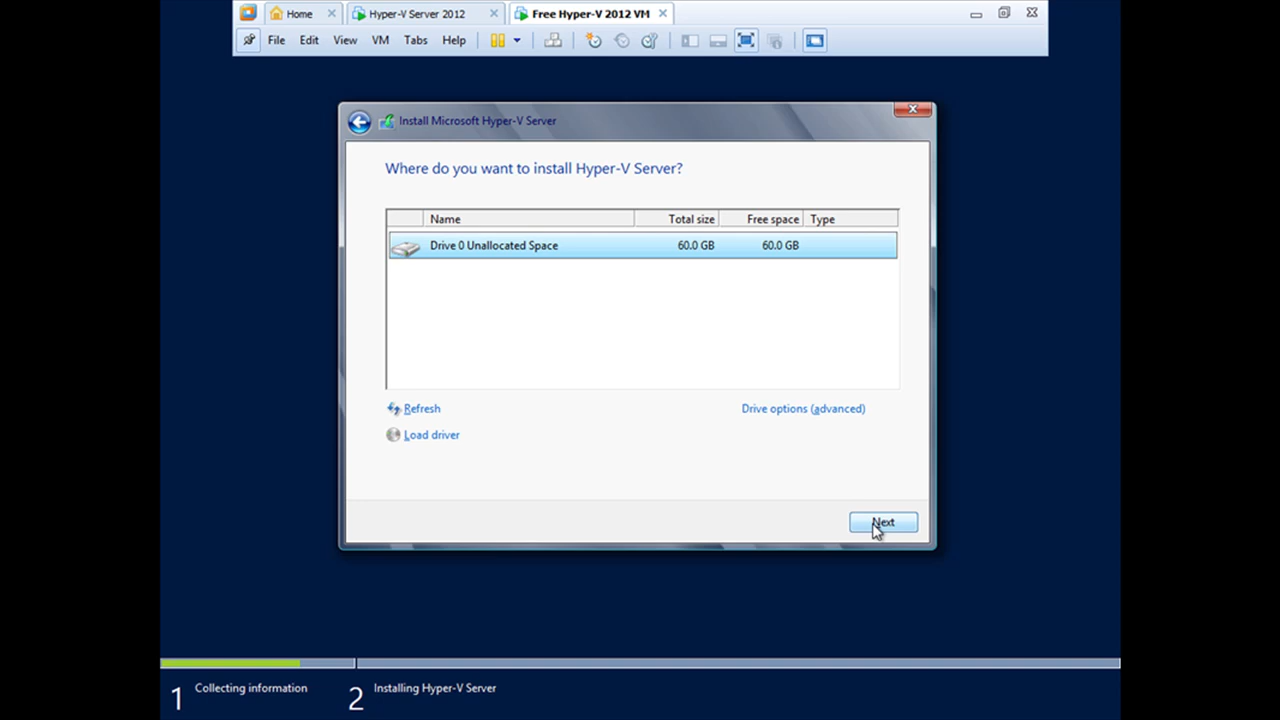 Home Hyper-V Server 2012 Free Hyper-V 2012 VM
File Edit View VM Tabs Help
Install Microsoft Hyper-V Server
Where do you want to install Hyper-V Server?
Name Total size Free space Type
Drive 0 Unallocated Space 60.0 GB 60.0 GB
Refresh Drive options (advanced)
Load driver
Next
1 Collecting information 2 Installing Hyper-V Server